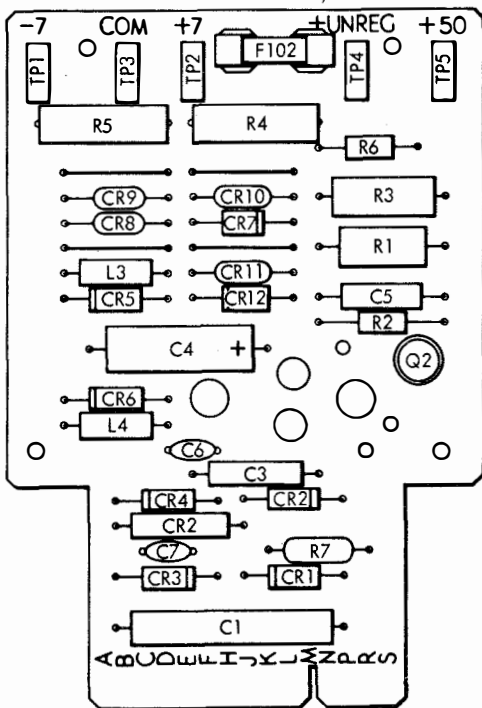 -7 COM +7 +UNREG +50
F102
TP1 TP3 TP2 TP4 TP5
R5 R4
R6
CR9 CR10 R3
CR8 CR7
R1
L3 CR11
CR5 CR12 C5
R2
C4 + Q2
CR6
L4
C6
C3
CR4 CR2
CR2
C7 R7
CR3 CR1
C1
A B C D E F H J K L M N P R S